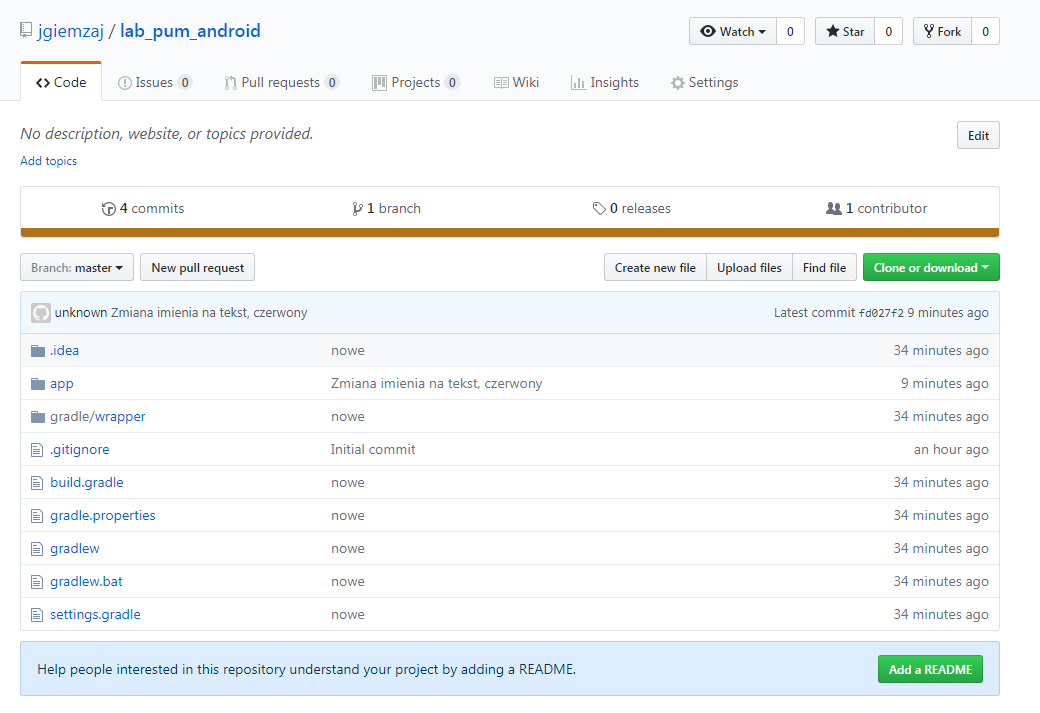 jgiemzaj / lab_pum_android Watch 0 Star 0 Fork 0
Code Issues 0 Pull requests 0 Projects 0 Wiki Insights Settings
No description, website, or topics provided. Edit
Add topics
4 commits 1 branch 0 releases 1 contributor
Branch: master New pull request Create new file Upload files Find file Clone or download
unknown Zmiana imienia na tekst, czerwony Latest commit fd027f2 9 minutes ago
.idea nowe 34 minutes ago
app Zmiana imienia na tekst, czerwony 9 minutes ago
gradle/wrapper nowe 34 minutes ago
.gitignore Initial commit an hour ago
build.gradle nowe 34 minutes ago
gradle.properties nowe 34 minutes ago
gradlew nowe 34 minutes ago
gradlew.bat nowe 34 minutes ago
settings.gradle nowe 34 minutes ago
Help people interested in this repository understand your project by adding a README. Add a README